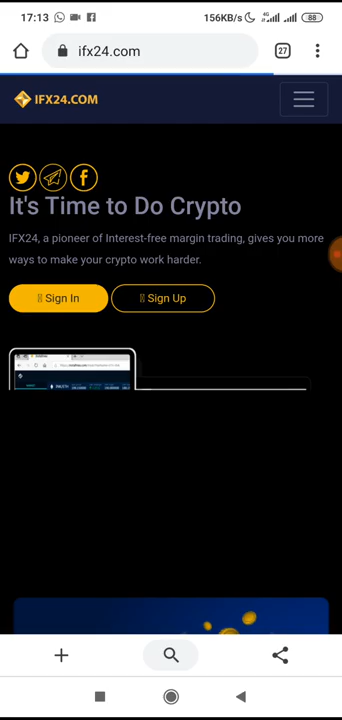 17:13
156KB/s
88
ifx24.com
27
IFX24.COM
It's Time to Do Crypto
IFX24, a pioneer of Interest-free margin trading, gives you more
ways to make your crypto work harder.
Sign In
Sign Up